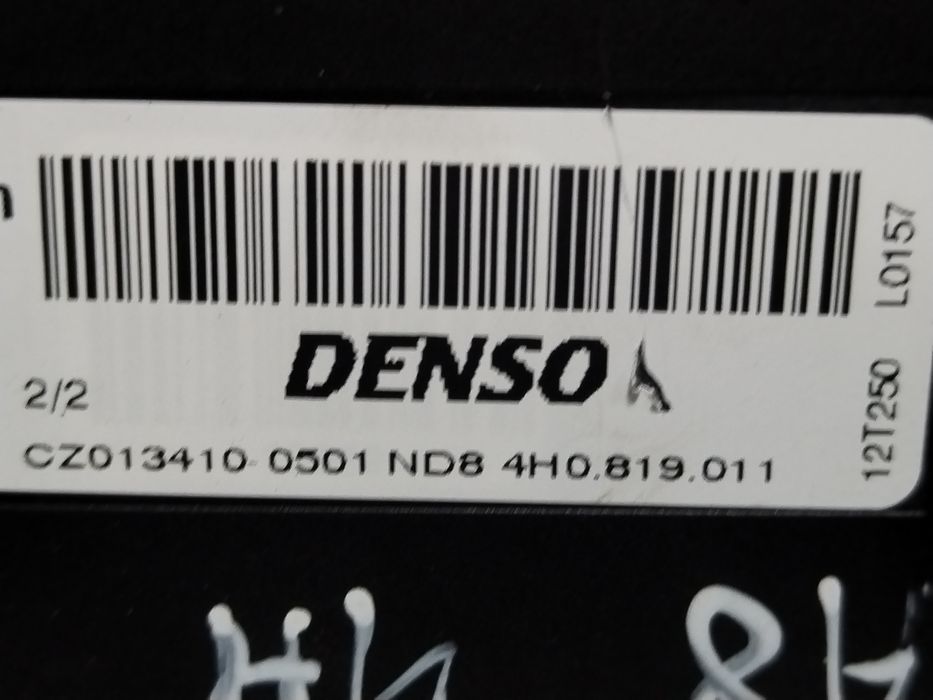 DENSO
2/2
CZ013410-0501 ND8 4H0.819.011
12T250 L0157